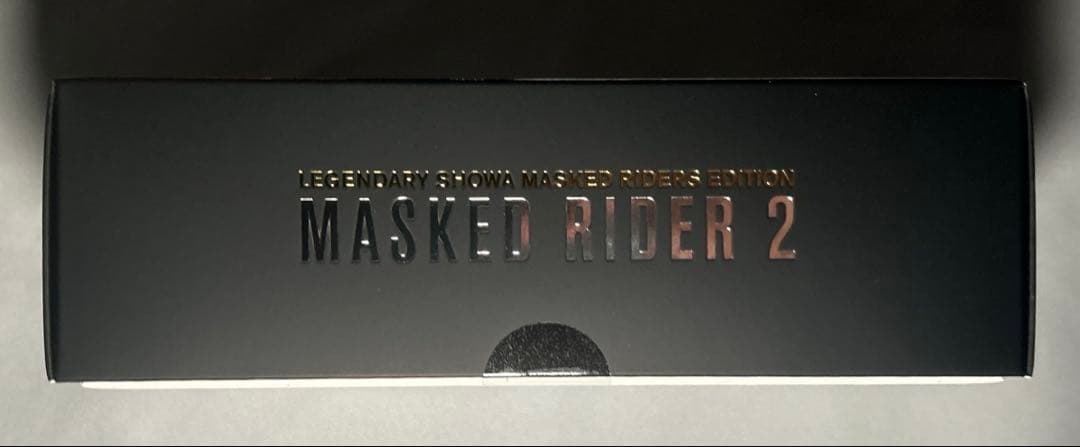 LEGENDARY SHOWA MASKED RIDERS EDITION
MASKED RIDER 2